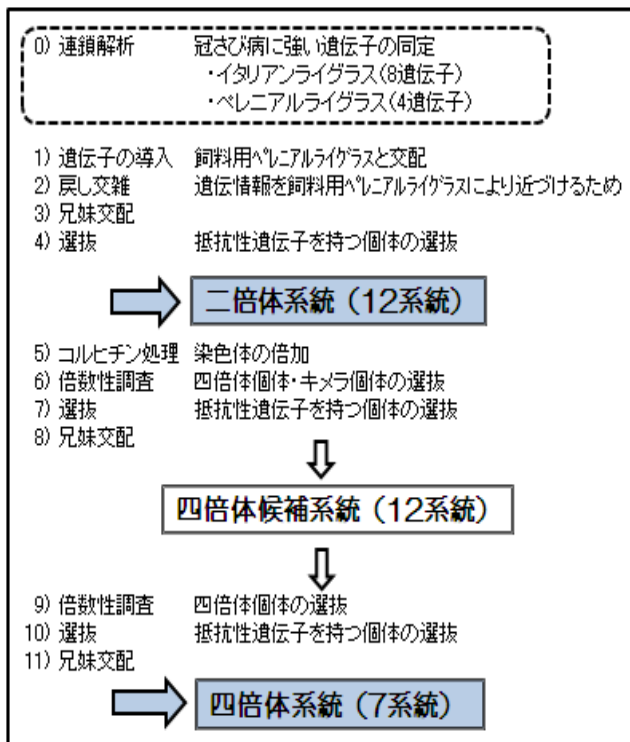 0) 連鎖解析 冠さび病に強い遺伝子の同定
・イタリアンライグラス(8遺伝子)
・ペレニアルライグラス(4遺伝子)
1) 遺伝子の導入 飼料用ペレニアルライグラスと交配
2) 戻し交雑 遺伝情報を飼料用ペレニアルライグラスにより近づけるため
3) 兄妹交配
4) 選抜 抵抗性遺伝子を持つ個体の選抜
二倍体系統(12系統)
5) コルヒチン処理 染色体の倍加
6) 倍数性調査 四倍体個体・キメラ個体の選抜
7) 選抜 抵抗性遺伝子を持つ個体の選抜
8) 兄妹交配
四倍体候補系統(12系統)
9) 倍数性調査 四倍体個体の選抜
10) 選抜 抵抗性遺伝子を持つ個体の選抜
11) 兄妹交配
四倍体系統(7系統)